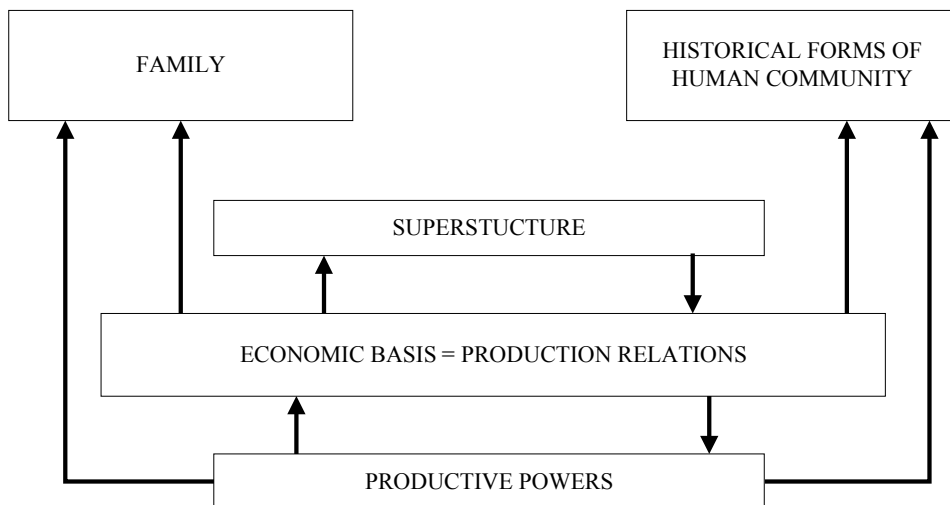 FAMILY
HISTORICAL FORMS OF
HUMAN COMMUNITY
SUPERSTUCTURE
ECONOMIC BASIS = PRODUCTION RELATIONS
PRODUCTIVE POWERS